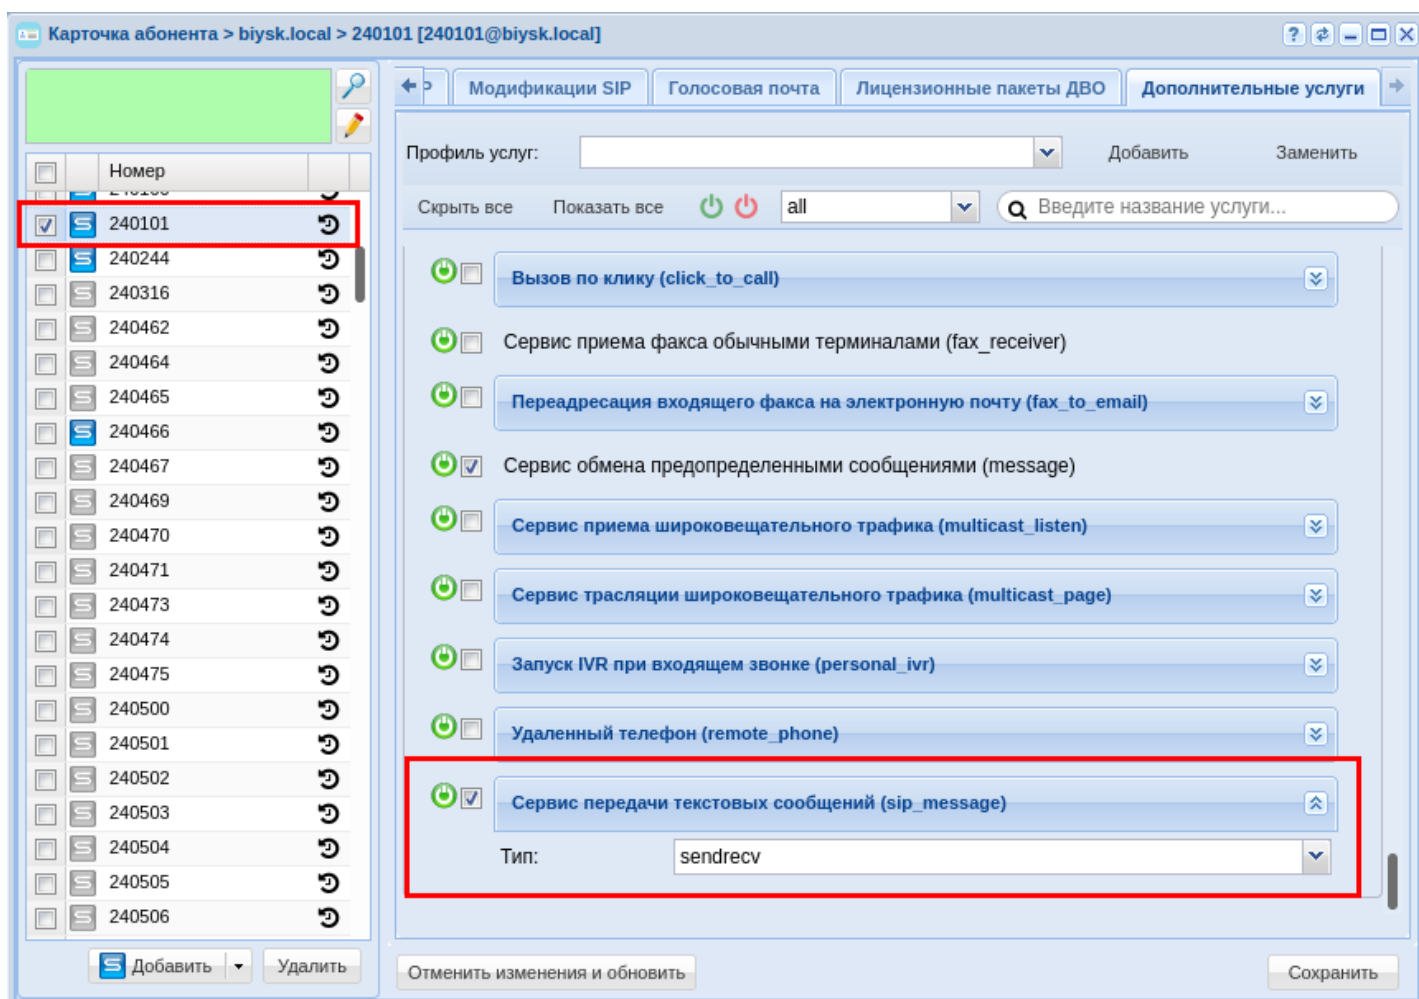 Карточка абонента > biysk.local > 240101 [240101@biysk.local]
Модификации SIP
Голосовая почта
Лицензионные пакеты ДВО
Дополнительные услуги
Профиль услуг:
Добавить
Заменить
Скрыть все
Показать все
all
Введите название услуги...
Номер
240101
240244
240316
240462
240464
240465
240466
240467
240469
240470
240471
240473
240474
240475
240500
240501
240502
240503
240504
240505
240506
Добавить
Удалить
Вызов по клику (click_to_call)
Сервис приема факса обычными терминалами (fax_receiver)
Переадресация входящего факса на электронную почту (fax_to_email)
Сервис обмена предопределенными сообщениями (message)
Сервис приема широковещательного трафика (multicast_listen)
Сервис трасляции широковещательного трафика (multicast_page)
Запуск IVR при входящем звонке (personal_ivr)
Удаленный телефон (remote_phone)
Сервис передачи текстовых сообщений (sip_message)
Тип:
sendrecv
Отменить изменения и обновить
Сохранить